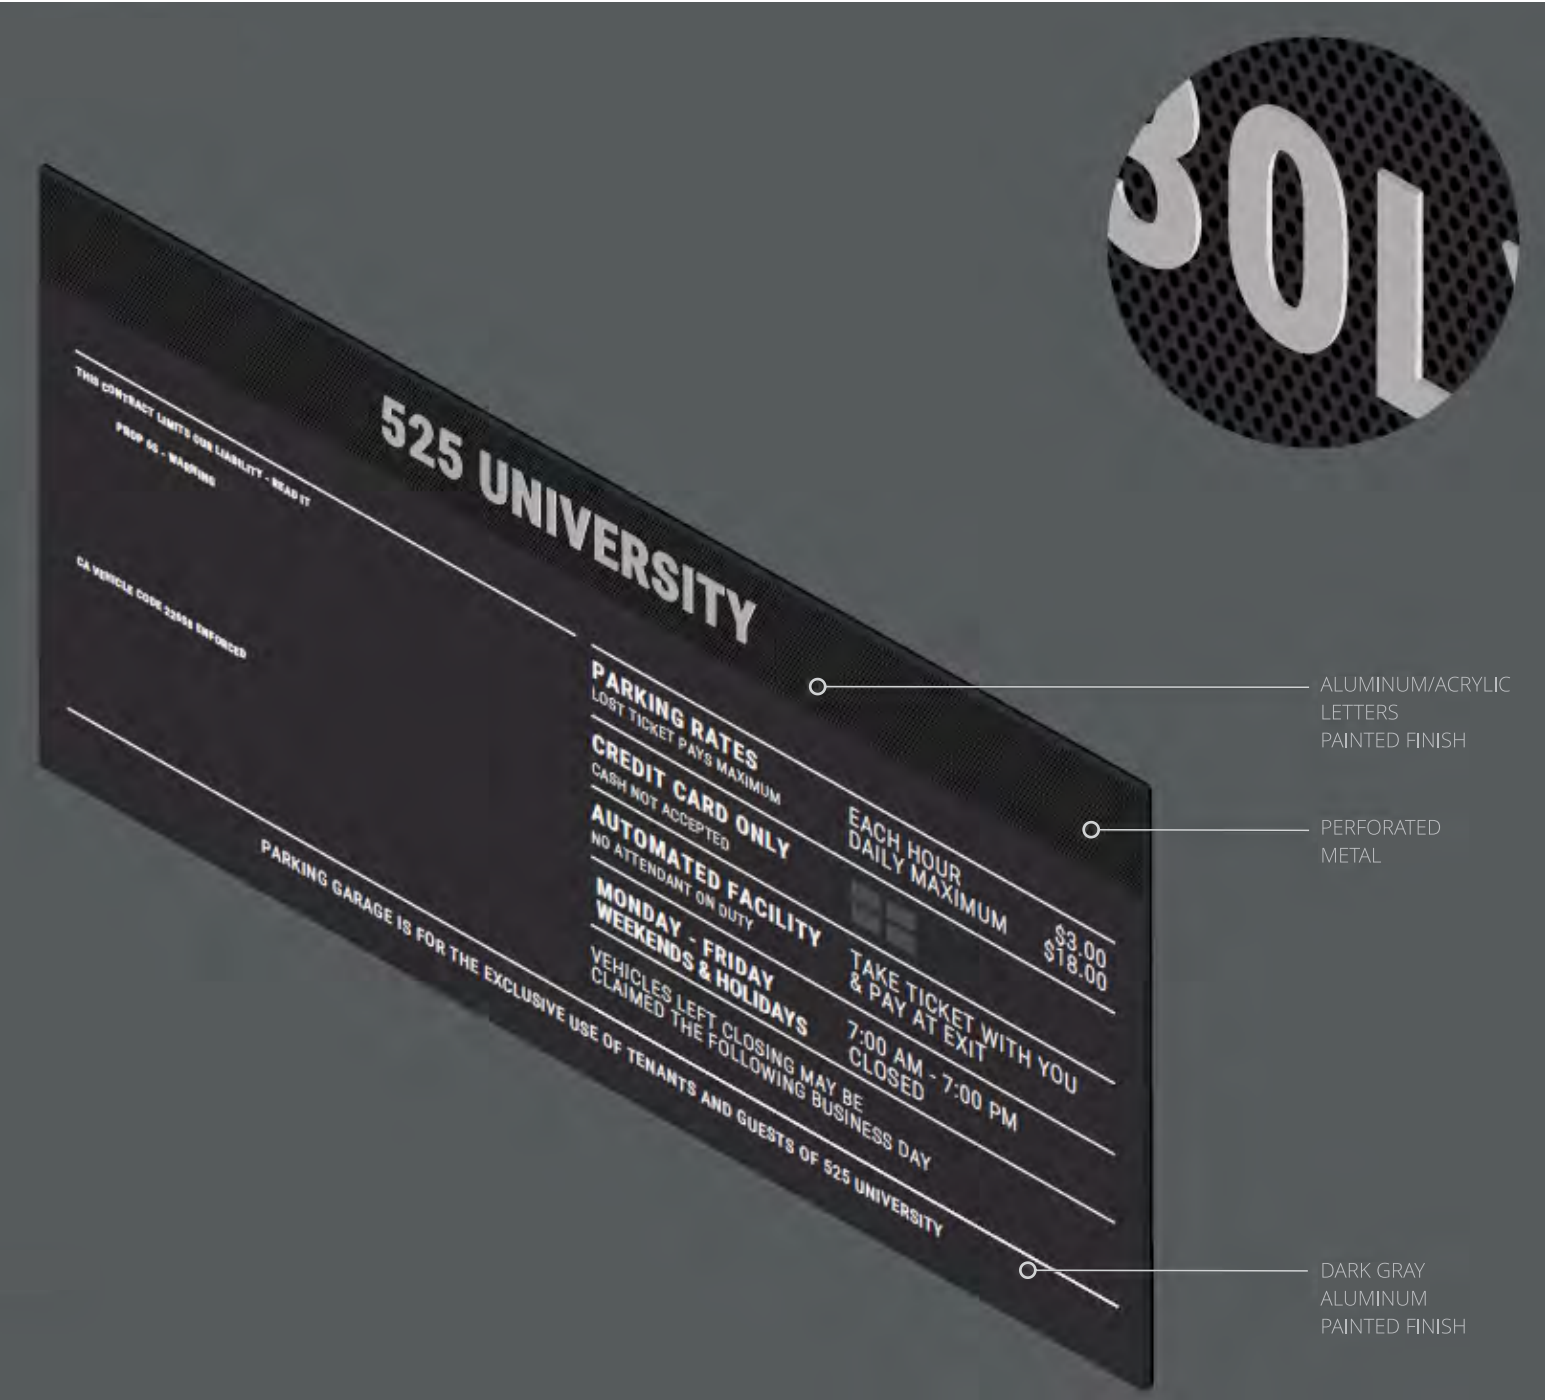 BOL
525 UNIVERSITY
THIS CONTRACT LIMITS OUR LIABILITY - READ IT
PROP 65 - WARNING
CA VEHICLE CODE 22658 ENFORCED
PARKING RATES
LOST TICKET PAYS MAXIMUM
EACH HOUR $3.00
DAILY MAXIMUM $18.00
CREDIT CARD ONLY
CASH NOT ACCEPTED
AUTOMATED FACILITY
NO ATTENDANT ON DUTY
TAKE TICKET WITH YOU
& PAY AT EXIT
MONDAY - FRIDAY 7:00 AM - 7:00 PM
WEEKENDS & HOLIDAYS CLOSED
VEHICLES LEFT CLOSING MAY BE
CLAIMED THE FOLLOWING BUSINESS DAY
PARKING GARAGE IS FOR THE EXCLUSIVE USE OF TENANTS AND GUESTS OF 525 UNIVERSITY
ALUMINUM/ACRYLIC
LETTERS
PAINTED FINISH
PERFORATED
METAL
DARK GRAY
ALUMINUM
PAINTED FINISH